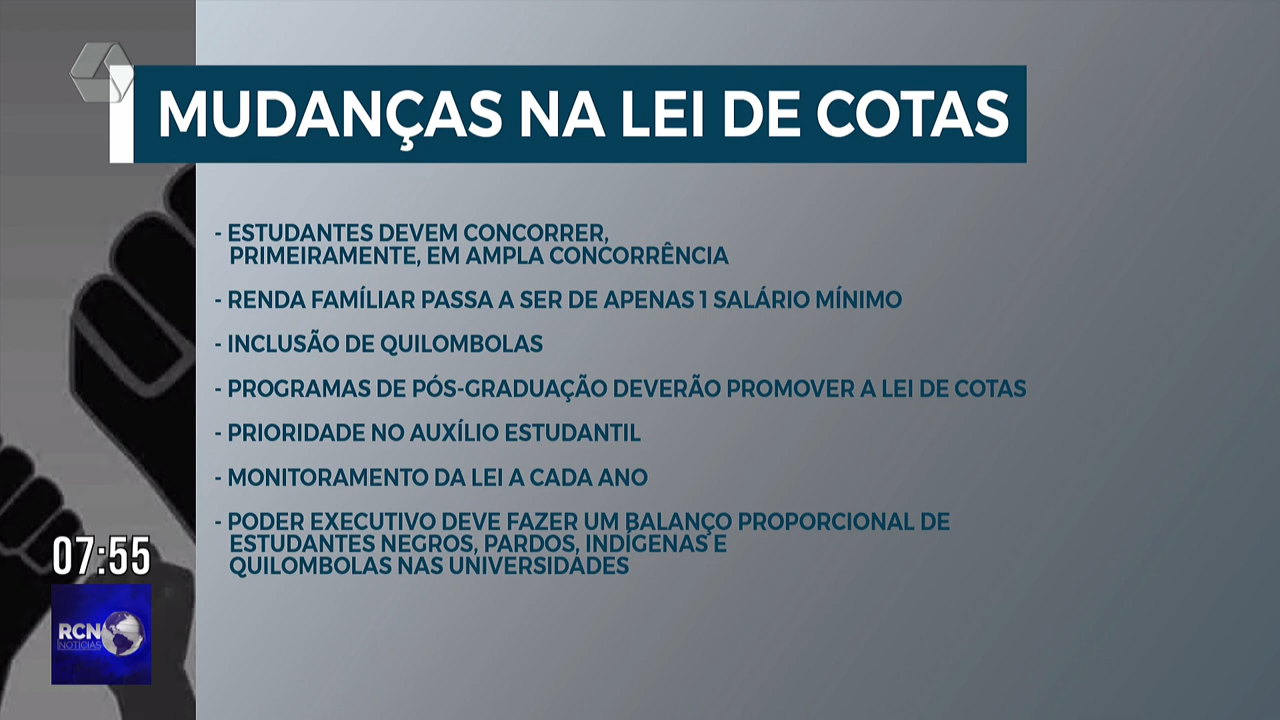 MUDANÇAS NA LEI DE COTAS
- ESTUDANTES DEVEM CONCORRER,
PRIMEIRAMENTE, EM AMPLA CONCORRÊNCIA
- RENDA FAMÍLIAR PASSA A SER DE APENAS 1 SALÁRIO MÍNIMO
- INCLUSÃO DE QUILOMBOLAS
- PROGRAMAS DE PÓS-GRADUAÇÃO DEVERÃO PROMOVER A LEI DE COTAS
- PRIORIDADE NO AUXÍLIO ESTUDANTIL
- MONITORAMENTO DA LEI A CADA ANO
- PODER EXECUTIVO DEVE FAZER UM BALANÇO PROPORCIONAL DE
ESTUDANTES NEGROS, PARDOS, INDÍGENAS E
QUILOMBOLAS NAS UNIVERSIDADES
07:55
RCN
NOTÍCIAS